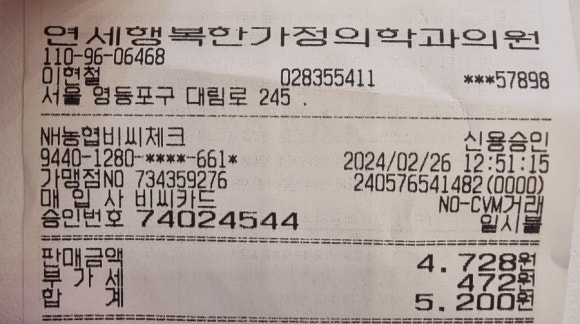 연세행복한가정의학과의원
110-96-06468
이현철 028355411 ***57898
서울 영등포구 대림로 245 .
NH농협비씨체크 신용승인
9440-1280-****-661* 2024/02/26 12:51:15
가맹점NO 734359276 240576541482(0000)
매 입 사 비씨카드 NO-CVM거래
승인번호 74024544 일시불
판매금액 4.728원
부 가 세 472원
합 계 5.200원